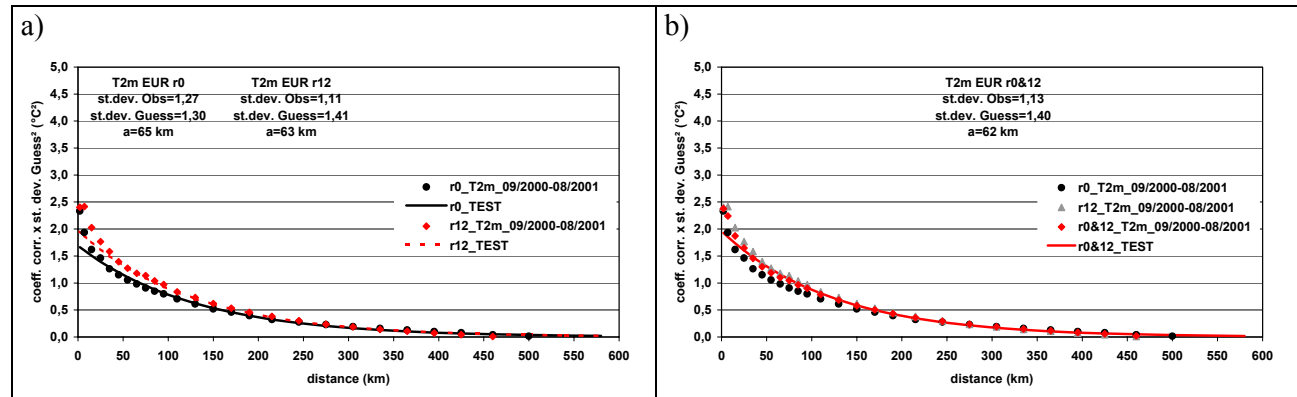 a)
T2m EUR r0
st.dev. Obs=1,27
st.dev. Guess=1,30
a=65 km
T2m EUR r12
st.dev. Obs=1,11
st.dev. Guess=1,41
a=63 km
coeff. corr. x st. dev. Guess² (°C²)
5,0
4,5
4,0
3,5
3,0
2,5
2,0
1,5
1,0
0,5
0,0
r0_T2m_09/2000-08/2001
r0_TEST
r12_T2m_09/2000-08/2001
r12_TEST
0 50 100 150 200 250 300 350 400 450 500 550 600
distance (km)
b)
T2m EUR r0&12
st.dev. Obs=1,13
st.dev. Guess=1,40
a=62 km
coeff. corr. x st. dev. Guess² (°C²)
5,0
4,5
4,0
3,5
3,0
2,5
2,0
1,5
1,0
0,5
0,0
r0_T2m_09/2000-08/2001
r12_T2m_09/2000-08/2001
r0&12_T2m_09/2000-08/2001
r0&12_TEST
0 50 100 150 200 250 300 350 400 450 500 550 600
distance (km)